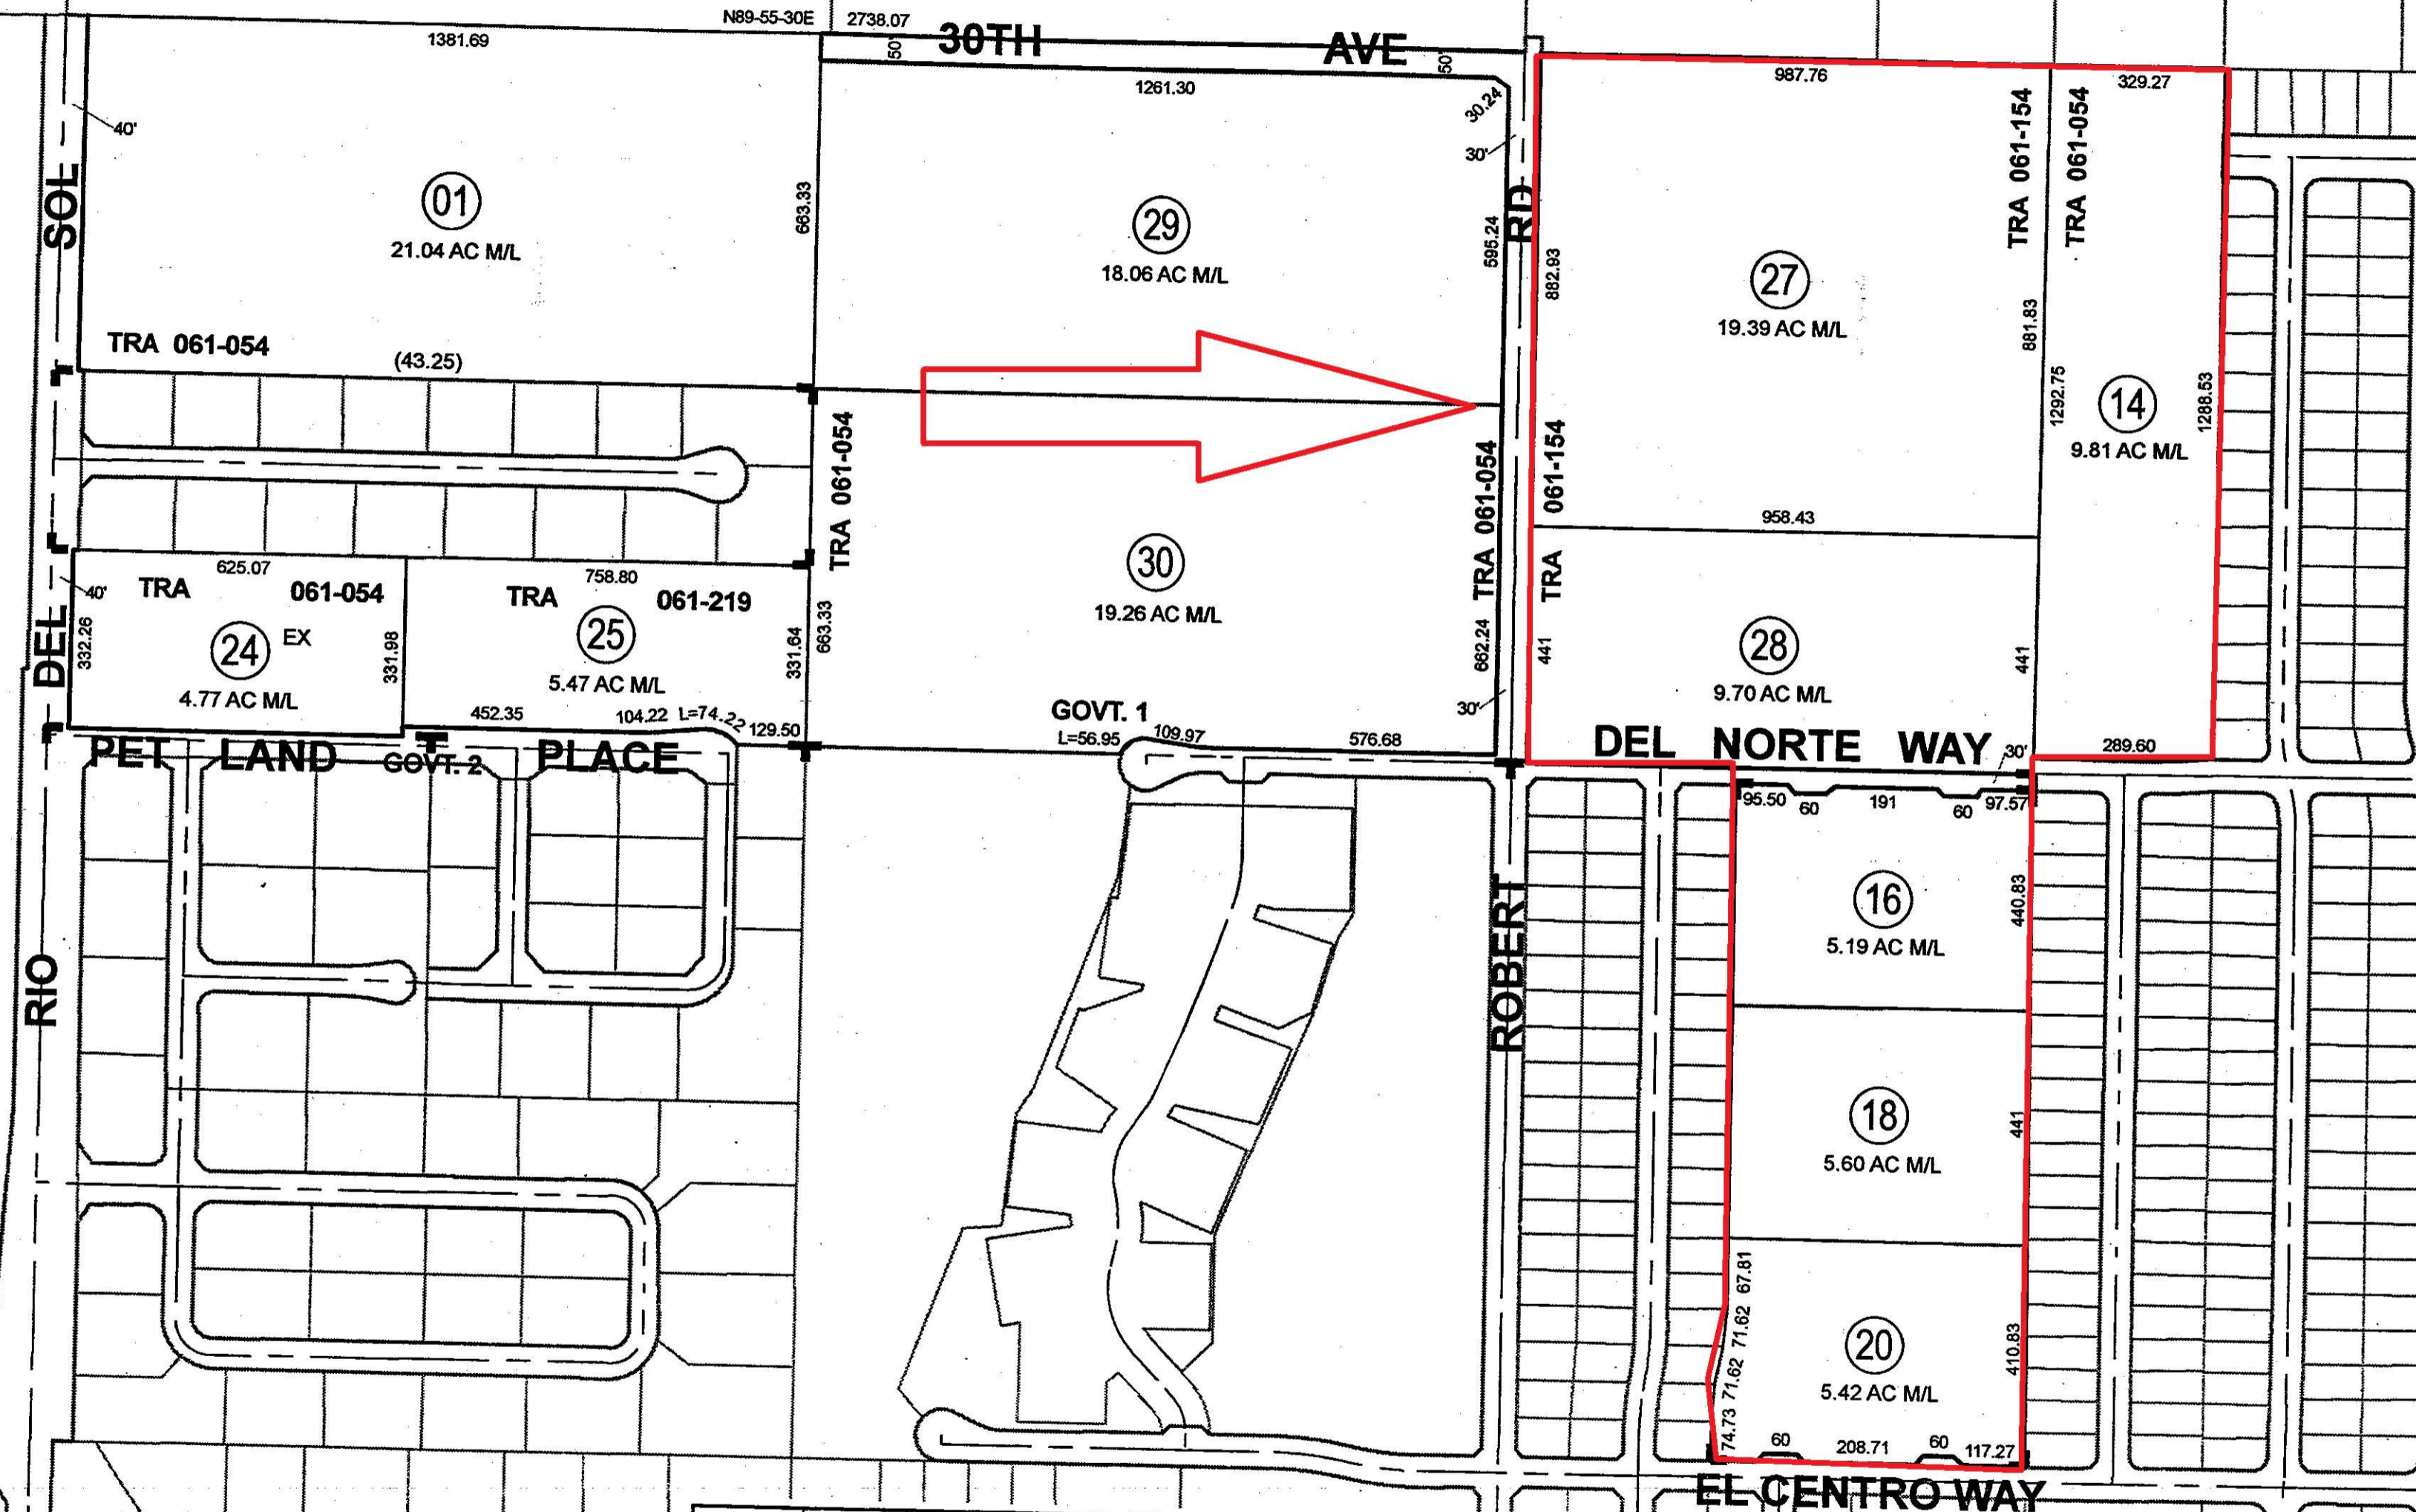 N89-55-30E 2738.07
1381.69
50'
30TH AVE
50'
1261.30
30.24
30'
987.76
329.27
40'
SOL
01
21.04 AC M/L
663.33
29
18.06 AC M/L
595.24
RD
882.93
27
19.39 AC M/L
TRA 061-154
TRA 061-054
881.83
1292.75
14
9.81 AC M/L
1288.53
TRA 061-054
(43.25)
TRA 061-054
TRA 061-054
TRA 061-154
958.43
625.07
40'
TRA 061-054
332.26
24
EX
4.77 AC M/L
331.98
758.80
TRA 061-219
25
5.47 AC M/L
331.64
663.33
452.35
104.22
L=74.22
129.50
30
19.26 AC M/L
662.24
30'
441
28
9.70 AC M/L
441
DEL
GOVT. 1
L=56.95
109.97
576.68
PET LAND PLACE
GOVT. 2
DEL NORTE WAY
30'
289.60
95.50
60
191
60
97.57
16
5.19 AC M/L
440.83
RIO
ROBERT
18
5.60 AC M/L
441
67.81
71.62
71.62
74.73
20
5.42 AC M/L
410.83
60
208.71
60
117.27
EL CENTRO WAY